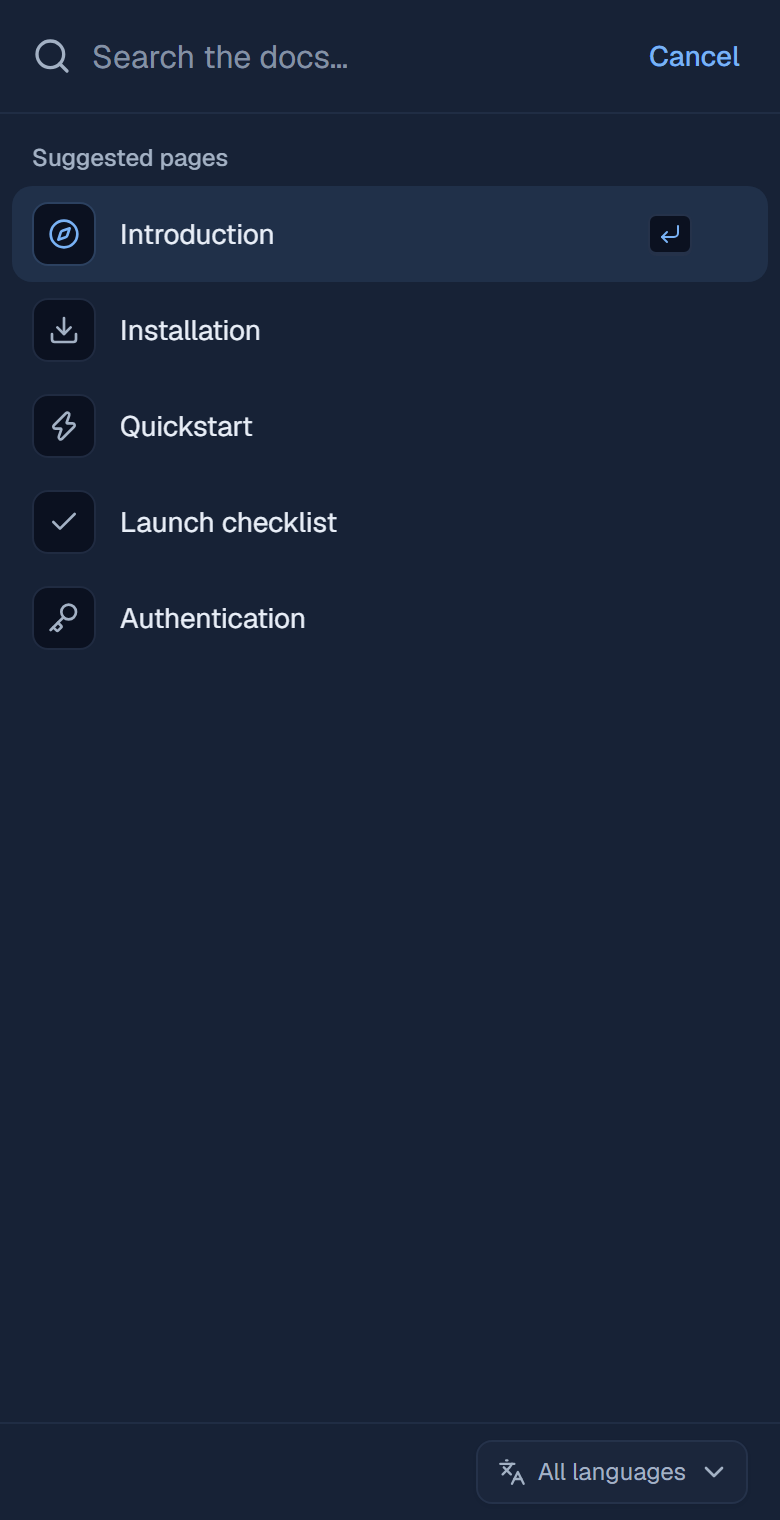 Search the docs...
Cancel
Suggested pages
Introduction
Installation
Quickstart
Launch checklist
Authentication
All languages